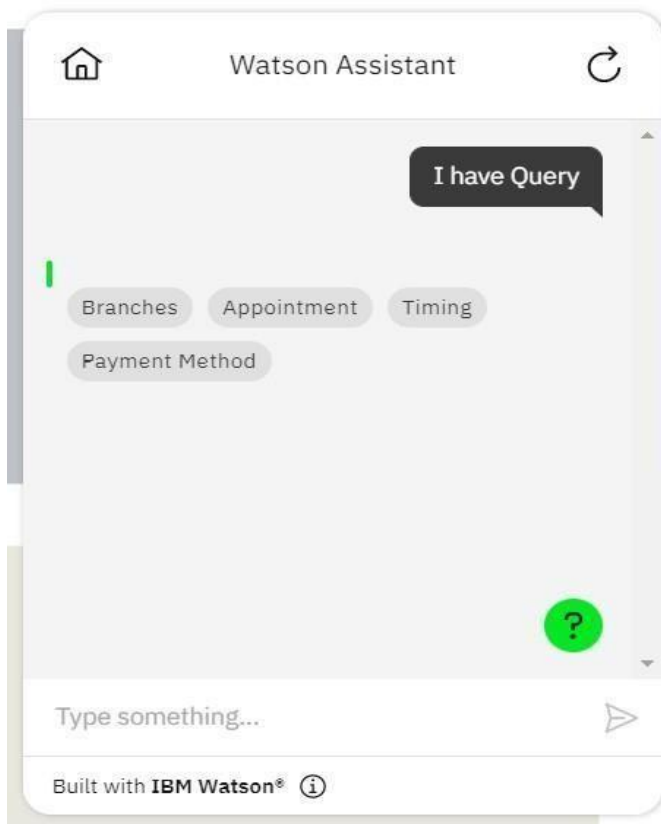 Watson Assistant
I have Query
Branches Appointment Timing
Payment Method
?
Type something...
Built with IBM Watson®